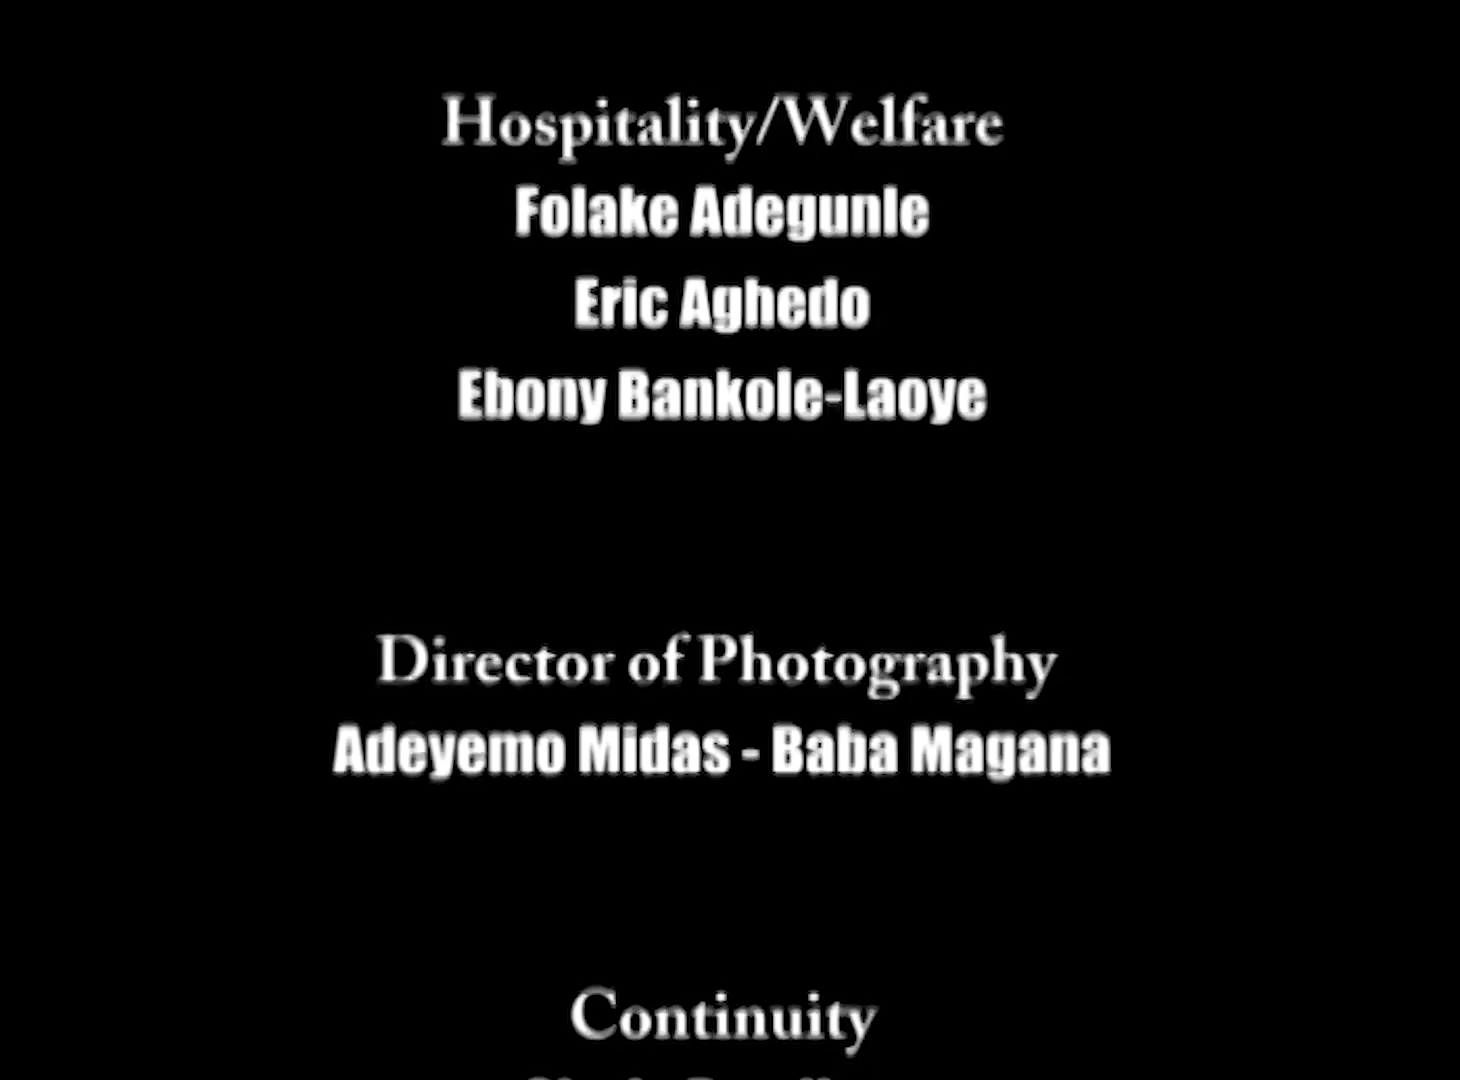 Hospitality/Welfare
Folake Adegunle
Eric Aghedo
Ebony Bankole-Laoye
Director of Photography
Adeyemo Midas - Baba Magana
Continuity